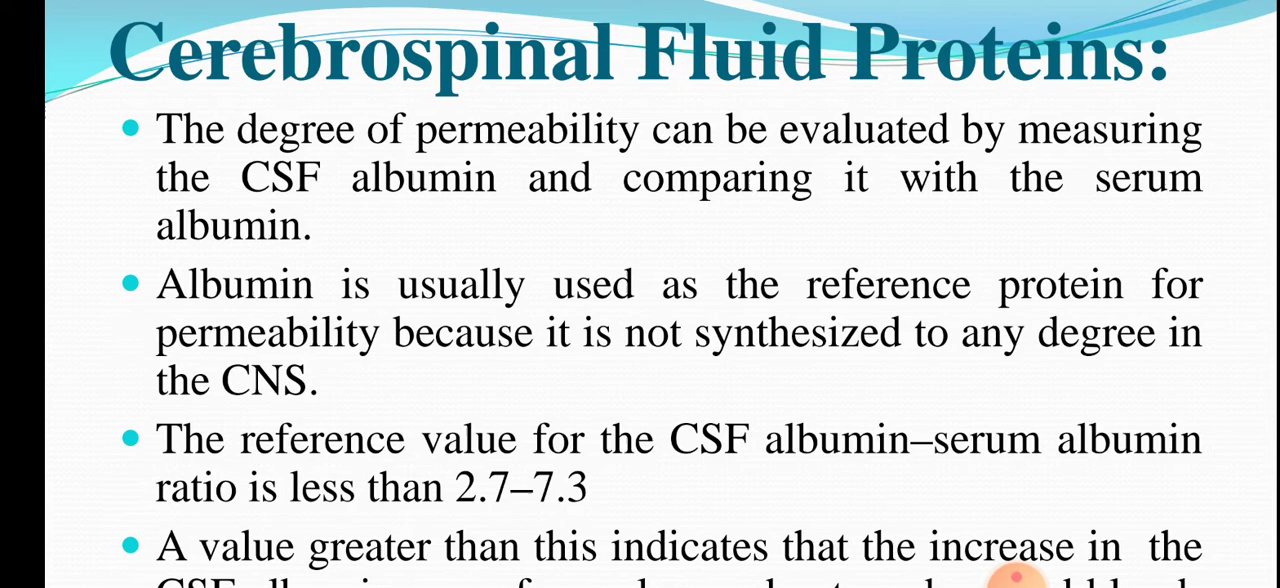 Cerebrospinal Fluid Proteins:
• The degree of permeability can be evaluated by measuring
the CSF albumin and comparing it with the serum
albumin.
• Albumin is usually used as the reference protein for
permeability because it is not synthesized to any degree in
the CNS.
• The reference value for the CSF albumin–serum albumin
ratio is less than 2.7–7.3
• A value greater than this indicates that the increase in the